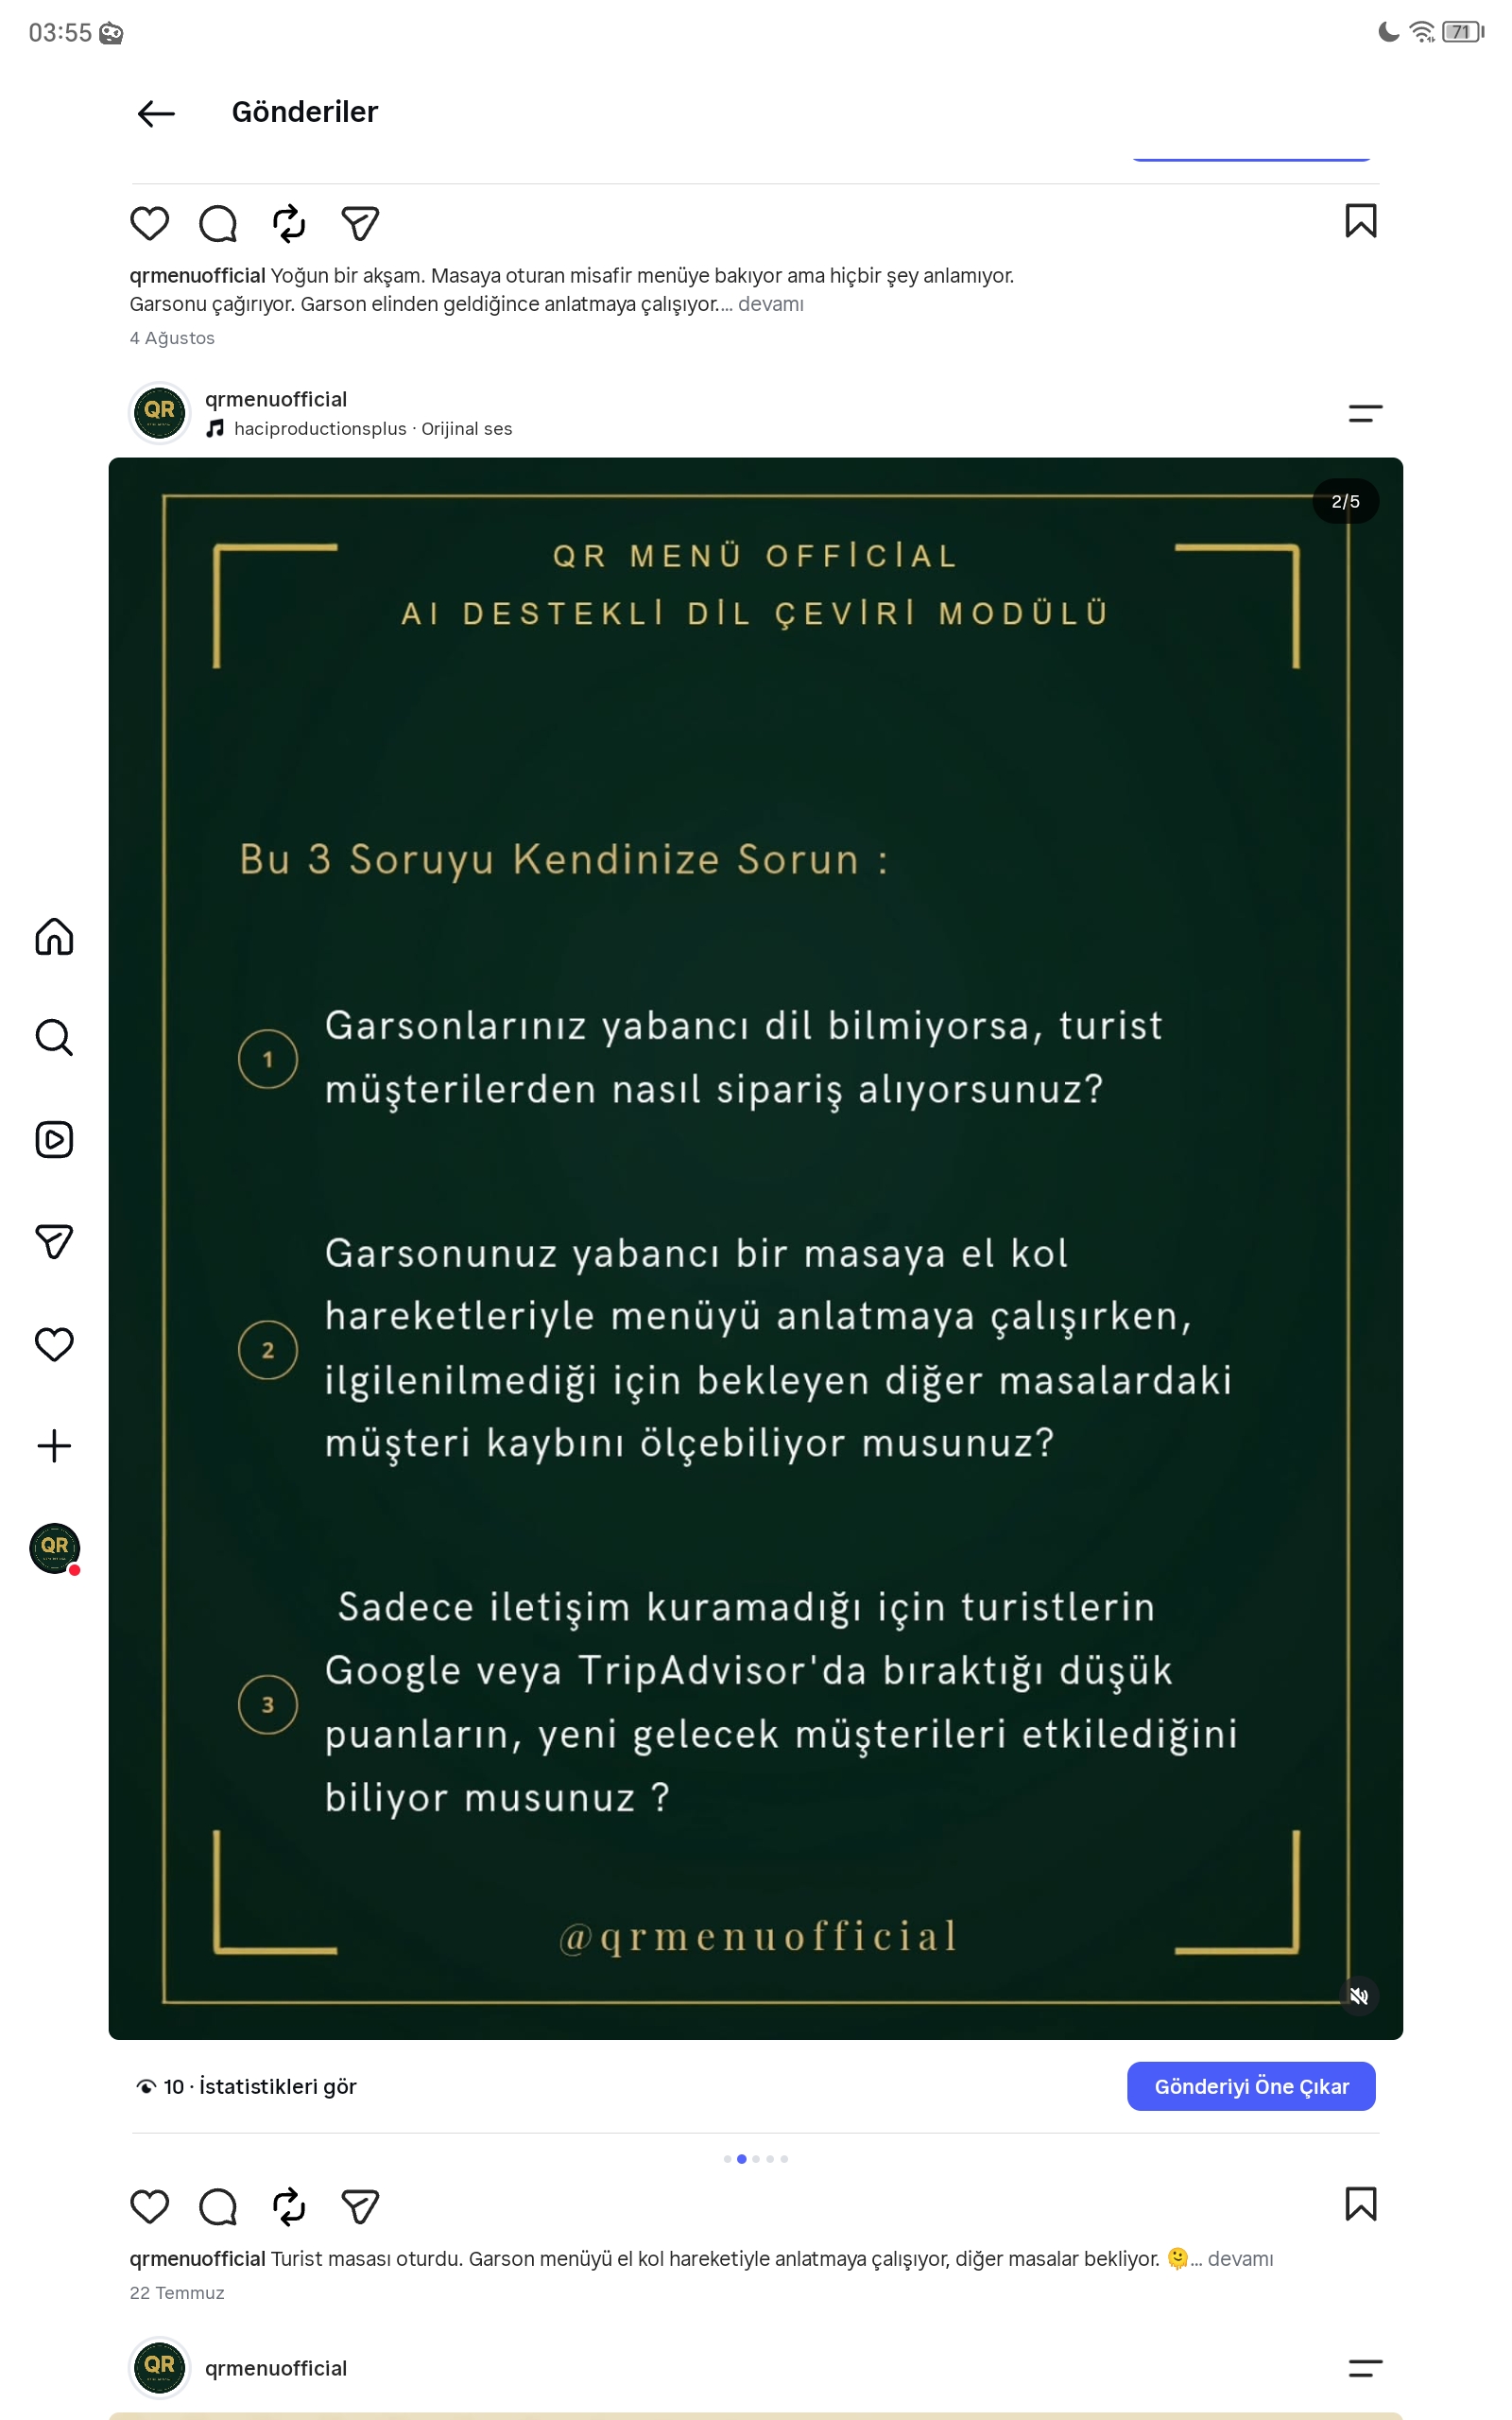 03:55
71
Gönderiler
qrmenuofficial Yoğun bir akşam. Masaya oturan misafir menüye bakıyor ama hiçbir şey anlamıyor.
Garsonu çağırıyor. Garson elinden geldiğince anlatmaya çalışıyor.... devamı
4 Ağustos
QR
qrmenuofficial
haciproductionsplus · Orijinal ses
2/5
QR MENÜ OFFİCİAL
AI DESTEKLİ DİL ÇEVİRİ MODÜLÜ
Bu 3 Soruyu Kendinize Sorun :
1
Garsonlarınız yabancı dil bilmiyorsa, turist
müşterilerden nasıl sipariş alıyorsunuz?
2
Garsonunuz yabancı bir masaya el kol
hareketleriyle menüyü anlatmaya çalışırken,
ilgilenilmediği için bekleyen diğer masalardaki
müşteri kaybını ölçebiliyor musunuz?
3
Sadece iletişim kuramadığı için turistlerin
Google veya TripAdvisor'da bıraktığı düşük
puanların, yeni gelecek müşterileri etkilediğini
biliyor musunuz ?
@qrmenuofficial
QR
10 · İstatistikleri gör
Gönderiyi Öne Çıkar
qrmenuofficial Turist masası oturdu. Garson menüyü el kol hareketiyle anlatmaya çalışıyor, diğer masalar bekliyor. 🫠... devamı
22 Temmuz
QR
qrmenuofficial